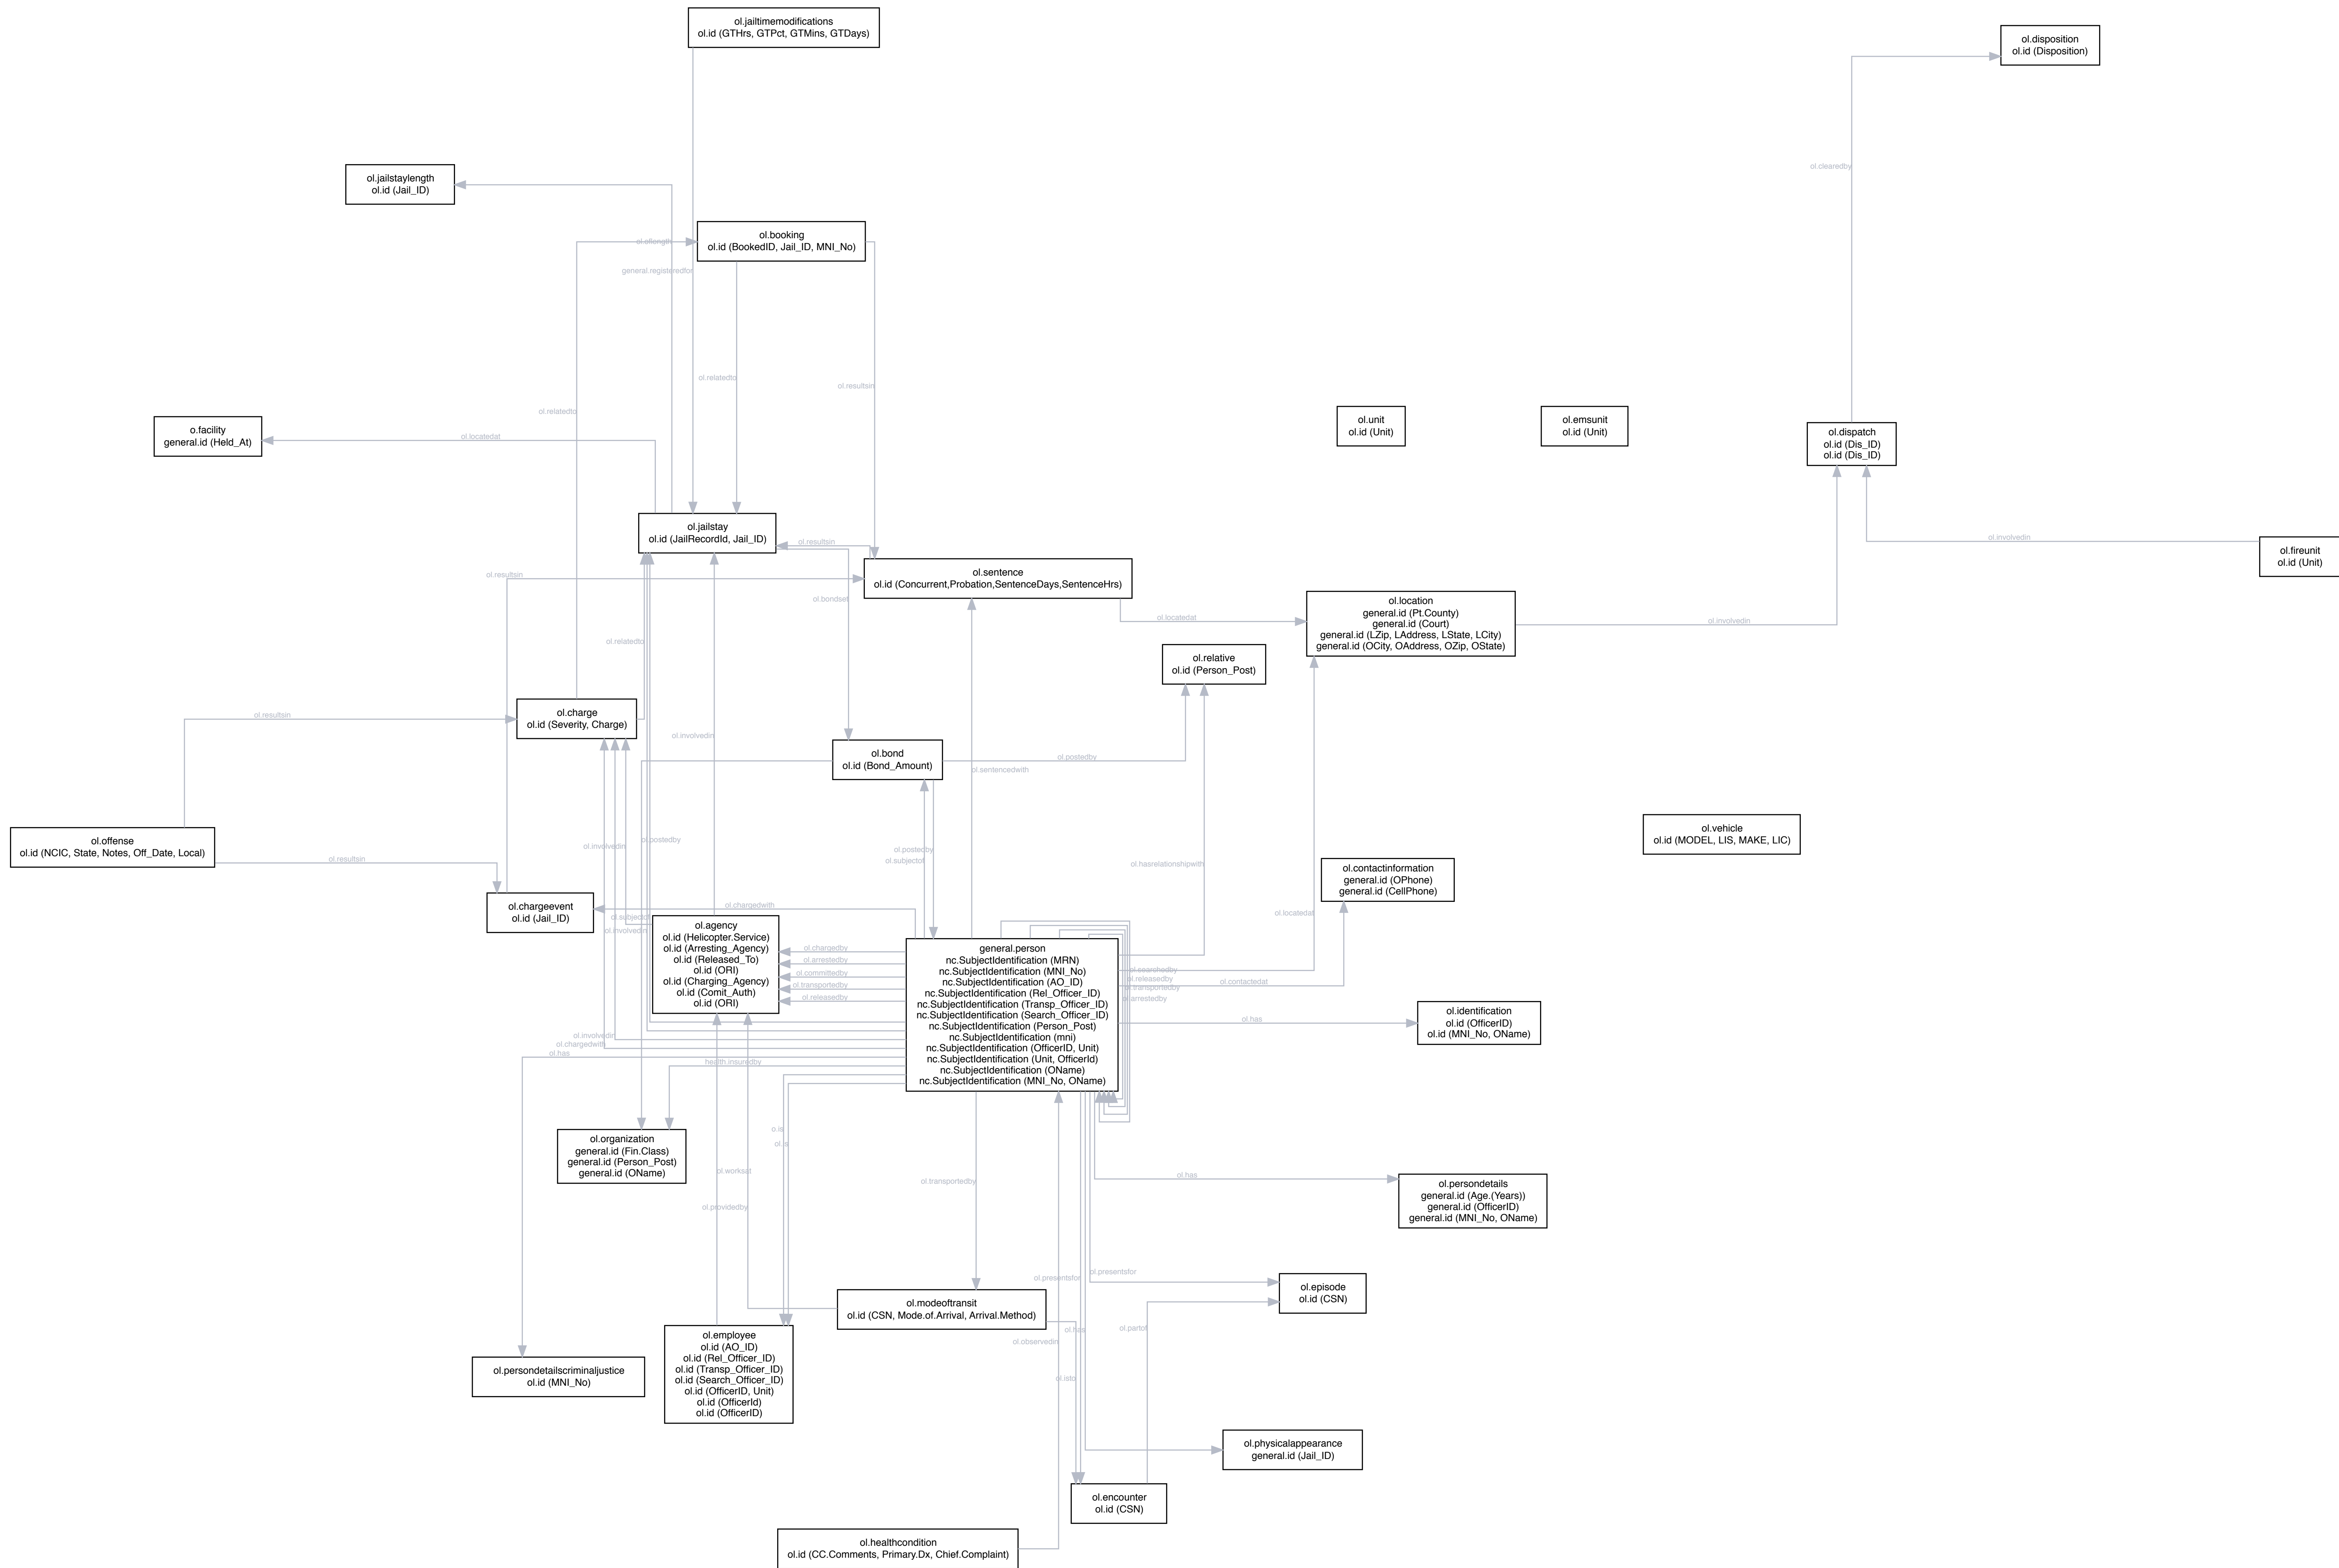 ol.jailtimemodifications
ol.id (GTHrs, GTPct, GTMins, GTDays)
ol.disposition
ol.id (Disposition)
ol.clearedby
ol.jailstaylength
ol.id (Jail_ID)
ol.booking
ol.id (BookedID, Jail_ID, MNI_No)
ol.oflength
general.registeredfor
ol.relatedto
ol.resultsin
ol.relatedto
o.facility
general.id (Held_At)
ol.locatedat
ol.unit
ol.id (Unit)
ol.emsunit
ol.id (Unit)
ol.dispatch
ol.id (Dis_ID)
ol.id (Dis_ID)
ol.jailstay
ol.id (JailRecordId, Jail_ID)
ol.resultsin
ol.involvedin
ol.fireunit
ol.id (Unit)
ol.resultsin
ol.sentence
ol.id (Concurrent,Probation,SentenceDays,SentenceHrs)
ol.bondset
ol.locatedat
ol.location
general.id (Pt.County)
general.id (Court)
general.id (LZip, LAddress, LState, LCity)
general.id (OCity, OAddress, OZip, OState)
ol.involvedin
ol.relatedto
ol.relative
ol.id (Person_Post)
ol.charge
ol.id (Severity, Charge)
ol.resultsin
ol.involvedin
ol.bond
ol.id (Bond_Amount)
ol.postedby
ol.sentencedwith
ol.offense
ol.id (NCIC, State, Notes, Off_Date, Local)
ol.resultsin
ol.vehicle
ol.id (MODEL, LIS, MAKE, LIC)
ol.involvedin
ol.postedby
ol.postedby
ol.subjectof
ol.hasrelationshipwith
ol.contactinformation
general.id (OPhone)
general.id (CellPhone)
ol.chargeevent
ol.id (Jail_ID)
ol.chargedwith
ol.subjectof
ol.involvedin
ol.locatedat
ol.agency
ol.id (Helicopter.Service)
ol.id (Arresting_Agency)
ol.id (Released_To)
ol.id (ORI)
ol.id (Charging_Agency)
ol.id (Comit_Auth)
ol.id (ORI)
ol.chargedby
ol.arrestedby
ol.committedby
ol.transportedby
ol.releasedby
general.person
nc.SubjectIdentification (MRN)
nc.SubjectIdentification (MNI_No)
nc.SubjectIdentification (AO_ID)
nc.SubjectIdentification (Rel_Officer_ID)
nc.SubjectIdentification (Transp_Officer_ID)
nc.SubjectIdentification (Search_Officer_ID)
nc.SubjectIdentification (Person_Post)
nc.SubjectIdentification (mni)
nc.SubjectIdentification (OfficerID, Unit)
nc.SubjectIdentification (Unit, OfficerId)
nc.SubjectIdentification (OName)
nc.SubjectIdentification (MNI_No, OName)
ol.searchedby
ol.releasedby
ol.transportedby
ol.arrestedby
ol.contactedat
ol.has
ol.identification
ol.id (OfficerID)
ol.id (MNI_No, OName)
ol.involvedin
ol.chargedwith
ol.has
health.insuredby
ol.organization
general.id (Fin.Class)
general.id (Person_Post)
general.id (OName)
o.is
ol.is
ol.worksat
ol.transportedby
ol.providedby
ol.has
ol.persondetails
general.id (Age.(Years))
general.id (OfficerID)
general.id (MNI_No, OName)
ol.presentsfor
ol.presentsfor
ol.episode
ol.id (CSN)
ol.modeoftransit
ol.id (CSN, Mode.of.Arrival, Arrival.Method)
ol.has
ol.partof
ol.observedin
ol.isto
ol.employee
ol.id (AO_ID)
ol.id (Rel_Officer_ID)
ol.id (Transp_Officer_ID)
ol.id (Search_Officer_ID)
ol.id (OfficerID, Unit)
ol.id (OfficerId)
ol.id (OfficerID)
ol.persondetailscriminaljustice
ol.id (MNI_No)
ol.physicalappearance
general.id (Jail_ID)
ol.encounter
ol.id (CSN)
ol.healthcondition
ol.id (CC.Comments, Primary.Dx, Chief.Complaint)